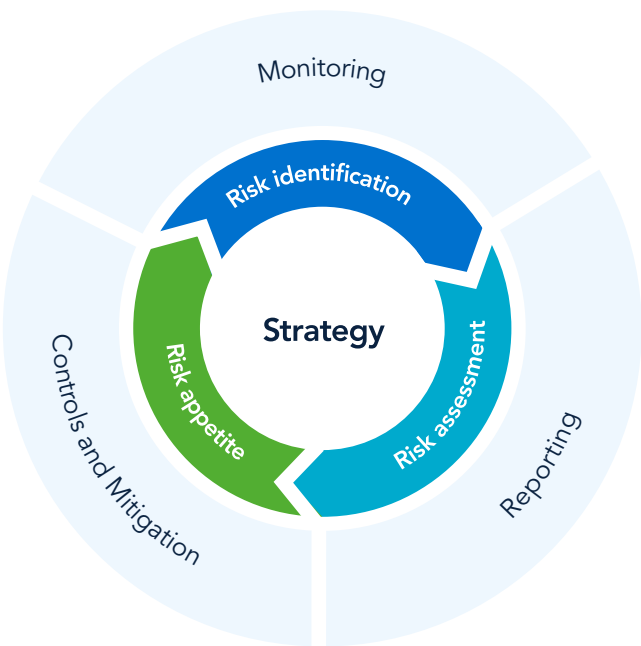 Monitoring
Risk identification
Strategy
Risk assessment
Risk appetite
Reporting
Controls and Mitigation